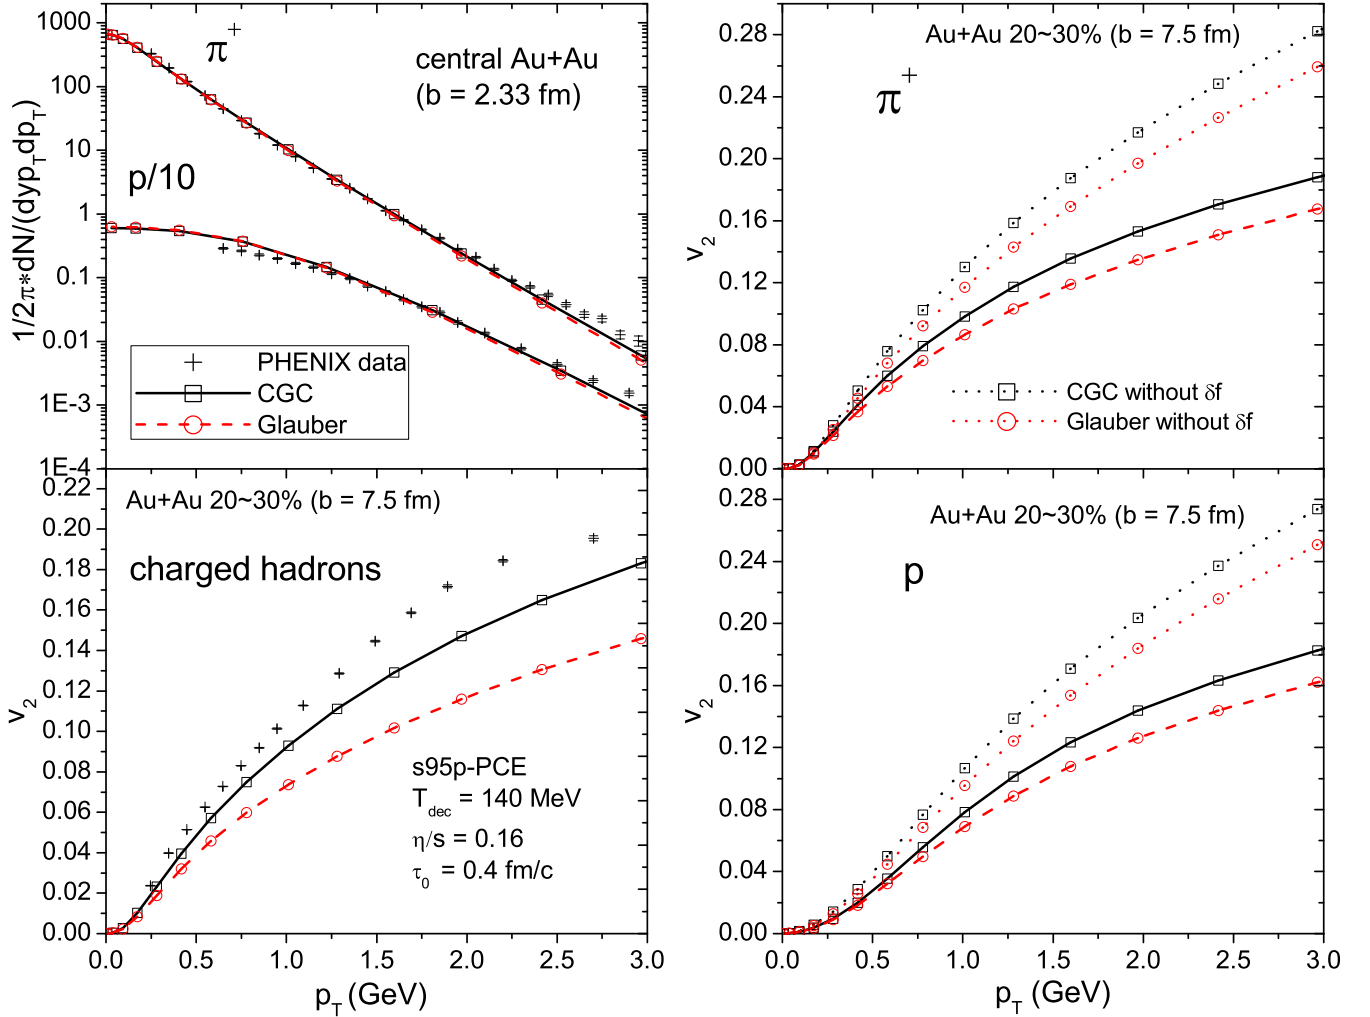 1000
100
10
1
0.1
0.01
1E-3
1E-4
1/2π*dN/(dyp_T dp_T)
π⁺
central Au+Au
(b = 2.33 fm)
p/10
PHENIX data
CGC
Glauber
0.28
0.24
0.20
0.16
0.12
0.08
0.04
0.00
v₂
Au+Au 20~30% (b = 7.5 fm)
π⁺
CGC without δf
Glauber without δf
0.22
0.20
0.18
0.16
0.14
0.12
0.10
0.08
0.06
0.04
0.02
0.00
v₂
Au+Au 20~30% (b = 7.5 fm)
charged hadrons
s95p-PCE
T_dec = 140 MeV
η/s = 0.16
τ₀ = 0.4 fm/c
0.0 0.5 1.0 1.5 2.0 2.5 3.0
p_T (GeV)
0.28
0.24
0.20
0.16
0.12
0.08
0.04
0.00
v₂
Au+Au 20~30% (b = 7.5 fm)
p
0.0 0.5 1.0 1.5 2.0 2.5 3.0
p_T (GeV)